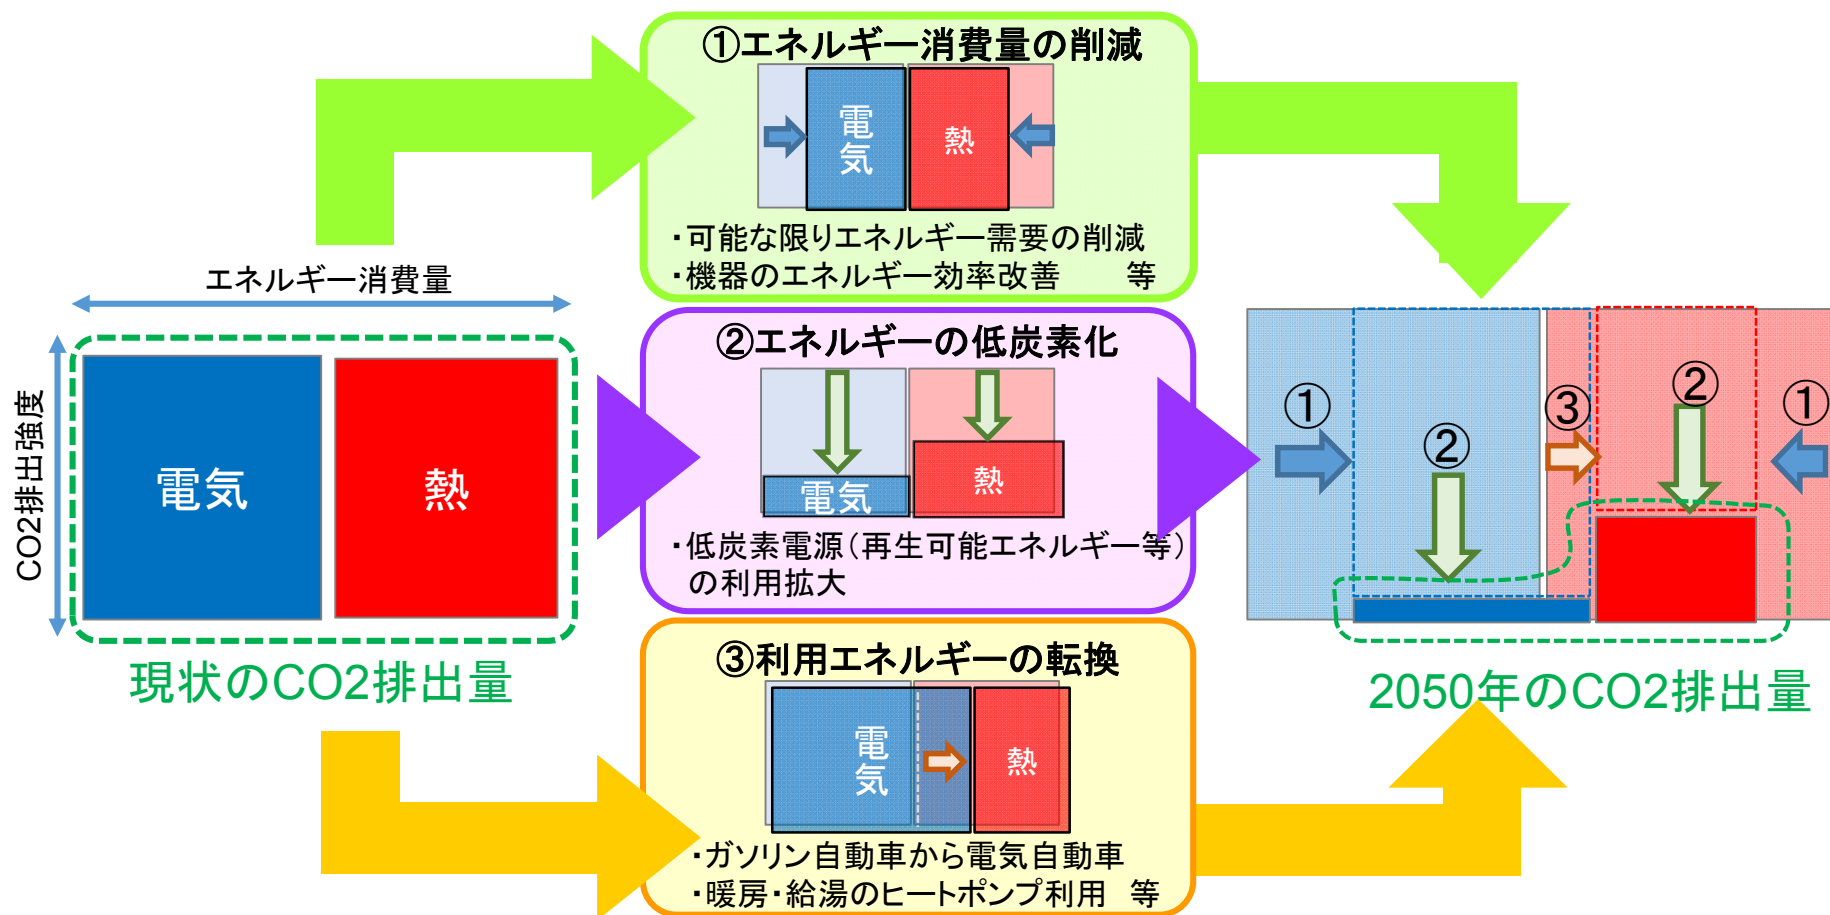 エネルギー消費量
CO2排出強度
電気
熱
現状のCO2排出量
①エネルギー消費量の削減
電気
熱
・可能な限りエネルギー需要の削減
・機器のエネルギー効率改善　等
②エネルギーの低炭素化
電気
熱
・低炭素電源（再生可能エネルギー等）
の利用拡大
③利用エネルギーの転換
電気
熱
・ガソリン自動車から電気自動車
・暖房・給湯のヒートポンプ利用　等
①
②
③
②
①
2050年のCO2排出量